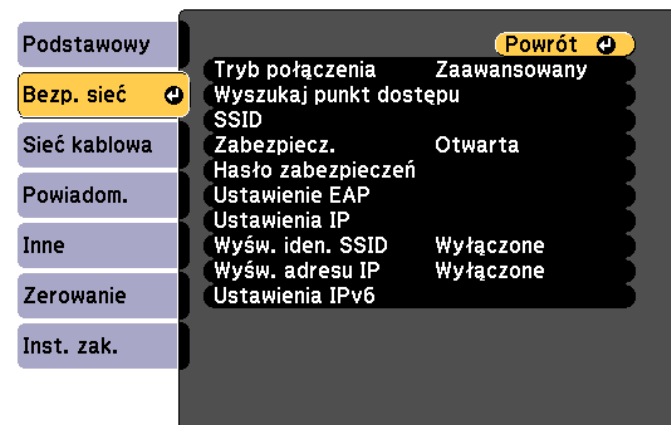 Podstawowy
Bezp. sieć
Sieć kablowa
Powiadom.
Inne
Zerowanie
Inst. zak.
Powrót
Tryb połączenia Zaawansowany
Wyszukaj punkt dostępu
SSID
Zabezpiecz. Otwarta
Hasło zabezpieczeń
Ustawienie EAP
Ustawienia IP
Wyśw. iden. SSID Wyłączone
Wyśw. adresu IP Wyłączone
Ustawienia IPv6